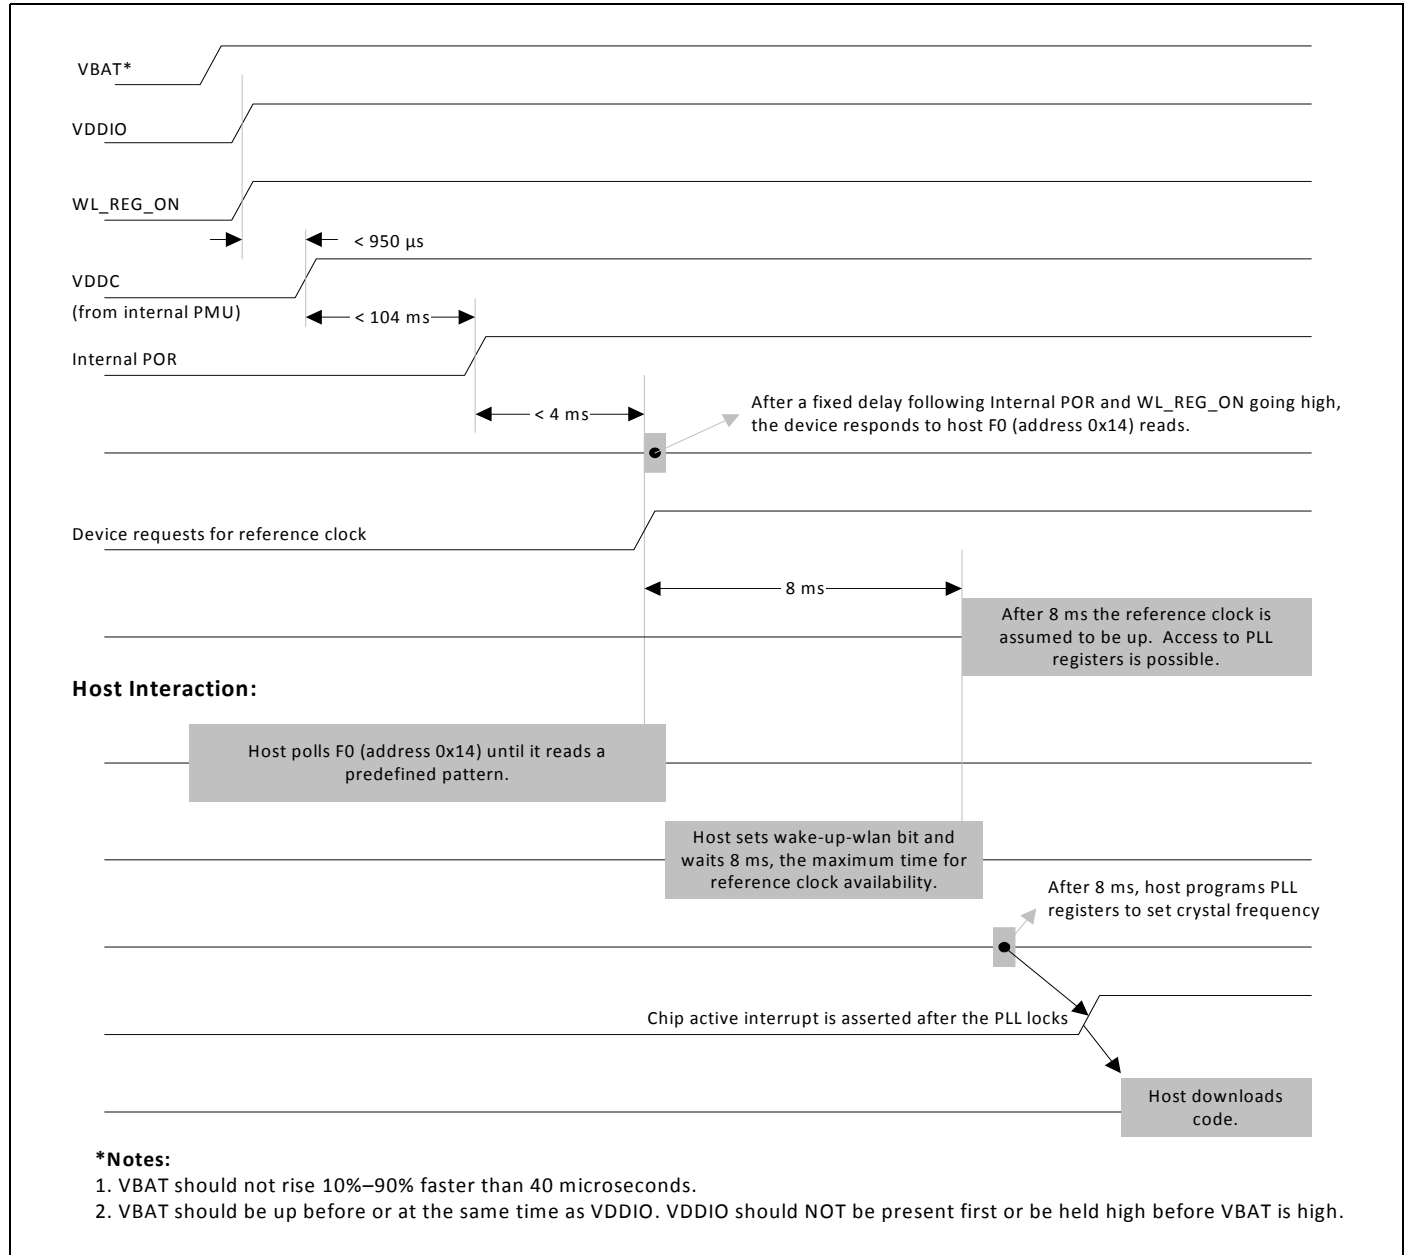 VBAT*
VDDIO
WL_REG_ON
< 950 µs
VDDC
(from internal PMU)
< 104 ms
Internal POR
< 4 ms
After a fixed delay following Internal POR and WL_REG_ON going high,
the device responds to host F0 (address 0x14) reads.
Device requests for reference clock
8 ms
After 8 ms the reference clock is
assumed to be up. Access to PLL
registers is possible.
Host Interaction:
Host polls F0 (address 0x14) until it reads a
predefined pattern.
Host sets wake-up-wlan bit and
waits 8 ms, the maximum time for
reference clock availability.
After 8 ms, host programs PLL
registers to set crystal frequency
Chip active interrupt is asserted after the PLL locks
Host downloads
code.
*Notes:
1. VBAT should not rise 10%–90% faster than 40 microseconds.
2. VBAT should be up before or at the same time as VDDIO. VDDIO should NOT be present first or be held high before VBAT is high.